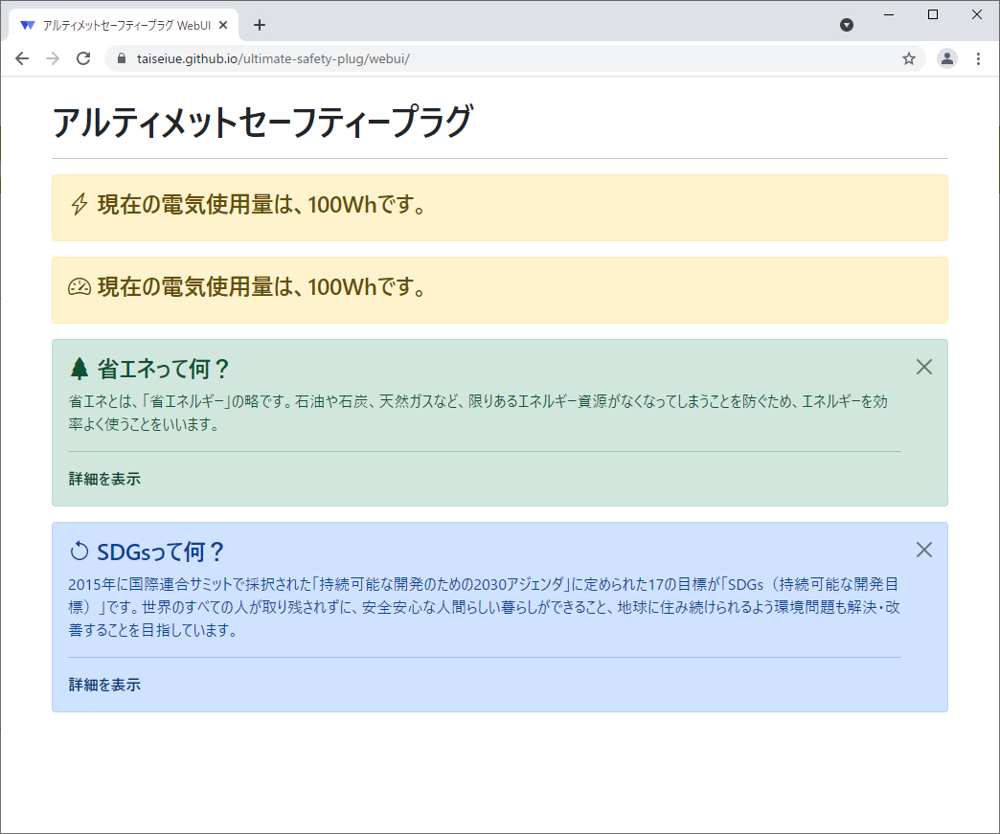 アルティメットセーフティープラグ WebUI
taiseiue.github.io/ultimate-safety-plug/webui/
アルティメットセーフティープラグ
現在の電気使用量は、100Whです。
現在の電気使用量は、100Whです。
省エネって何？
省エネとは、「省エネルギー」の略です。石油や石炭、天然ガスなど、限りあるエネルギー資源がなくなってしまうことを防ぐため、エネルギーを効
率よく使うことをいいます。
詳細を表示
SDGsって何？
2015年に国際連合サミットで採択された「持続可能な開発のための2030アジェンダ」に定められた17の目標が「SDGs（持続可能な開発目
標）」です。世界のすべての人が取り残されずに、安全安心な人間らしい暮らしができること、地球に住み続けられるよう環境問題も解決・改
善することを目指しています。
詳細を表示